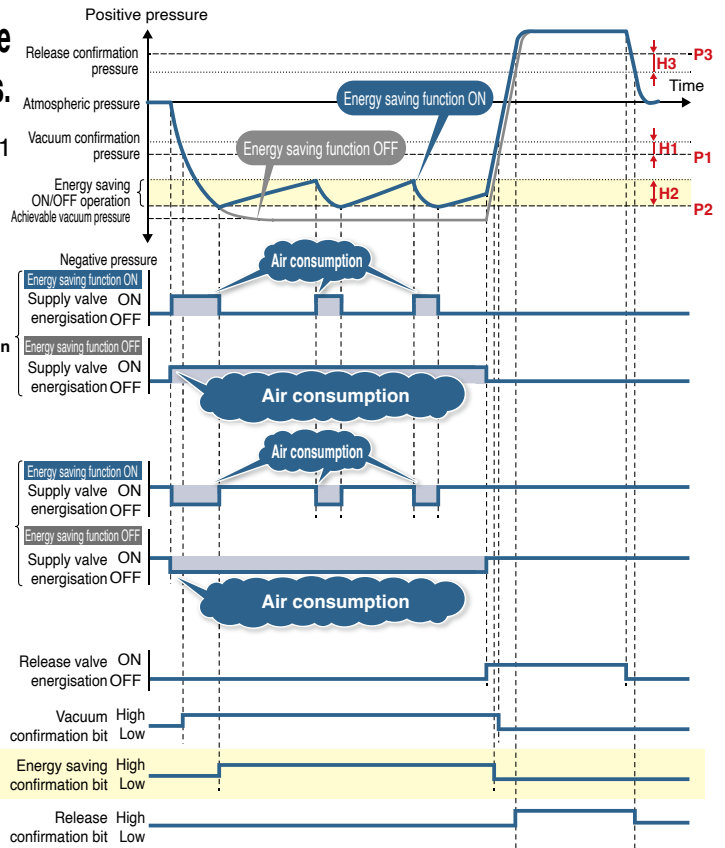 Positive pressure
e
Release confirmation
pressure
P3
H3
s.
Time
Atmospheric pressure
Energy saving function ON
1
Vacuum confirmation
pressure
Energy saving function OFF
H1
P1
Energy saving
ON/OFF operation
H2
P2
Achievable vacuum pressure
Negative pressure
Air consumption
Energy saving function ON
Supply valve ON
energisation OFF
n
Energy saving function OFF
Supply valve ON
energisation OFF
Air consumption
Air consumption
Energy saving function ON
Supply valve ON
energisation OFF
Energy saving function OFF
Supply valve ON
energisation OFF
Air consumption
Release valve ON
energisation OFF
Vacuum High
confirmation bit Low
Energy saving High
confirmation bit Low
Release High
confirmation bit Low